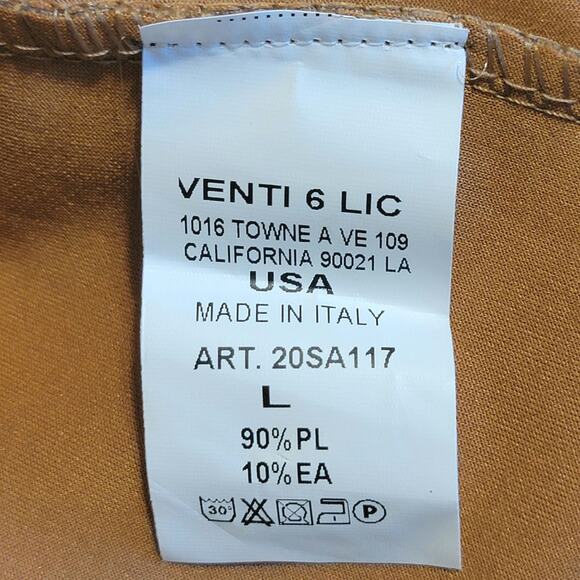 VENTI 6 LIC
1016 TOWNE A VE 109
CALIFORNIA 90021 LA
USA
MADE IN ITALY
ART. 20SA117
L
90%PL
10%EA
30° P